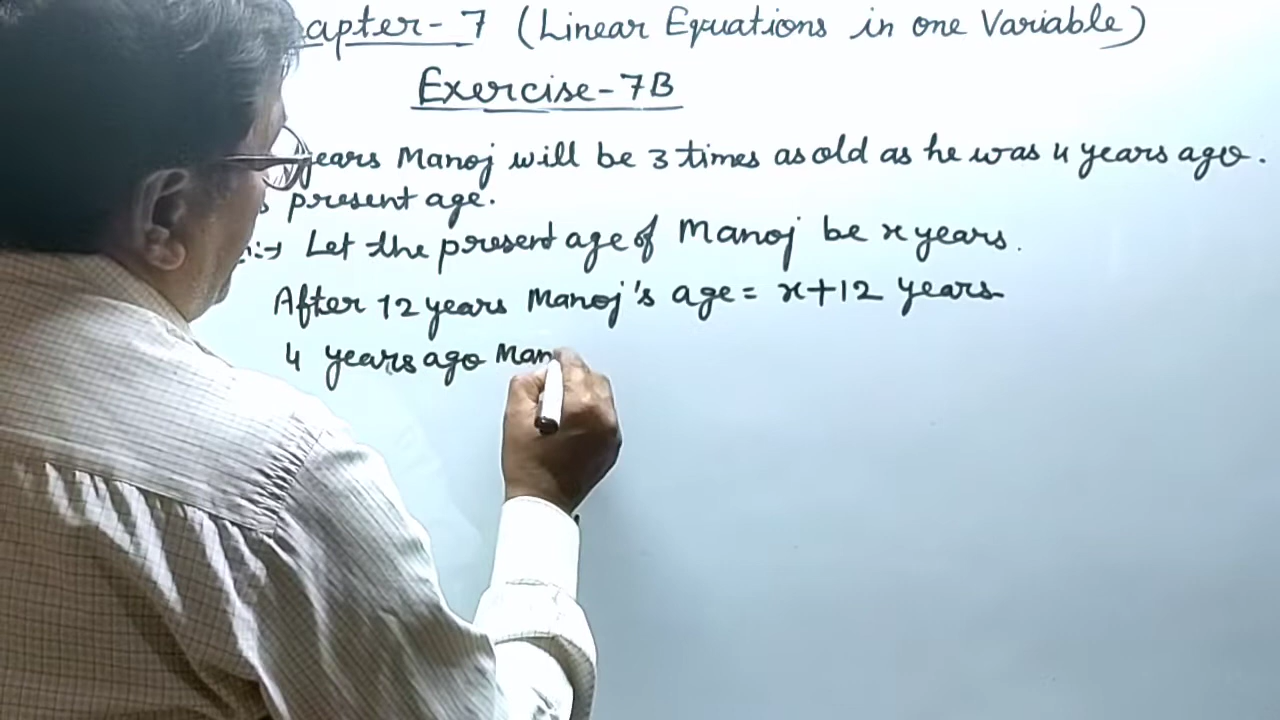 apter - 7 (Linear Equations in one Variable)
Exercise - 7B
years Manoj will be 3 times as old as he was 4 years ago.
present age.
Let the present age of Manoj be x years.
After 12 years Manoj's age = x+12 years
4 years ago Man